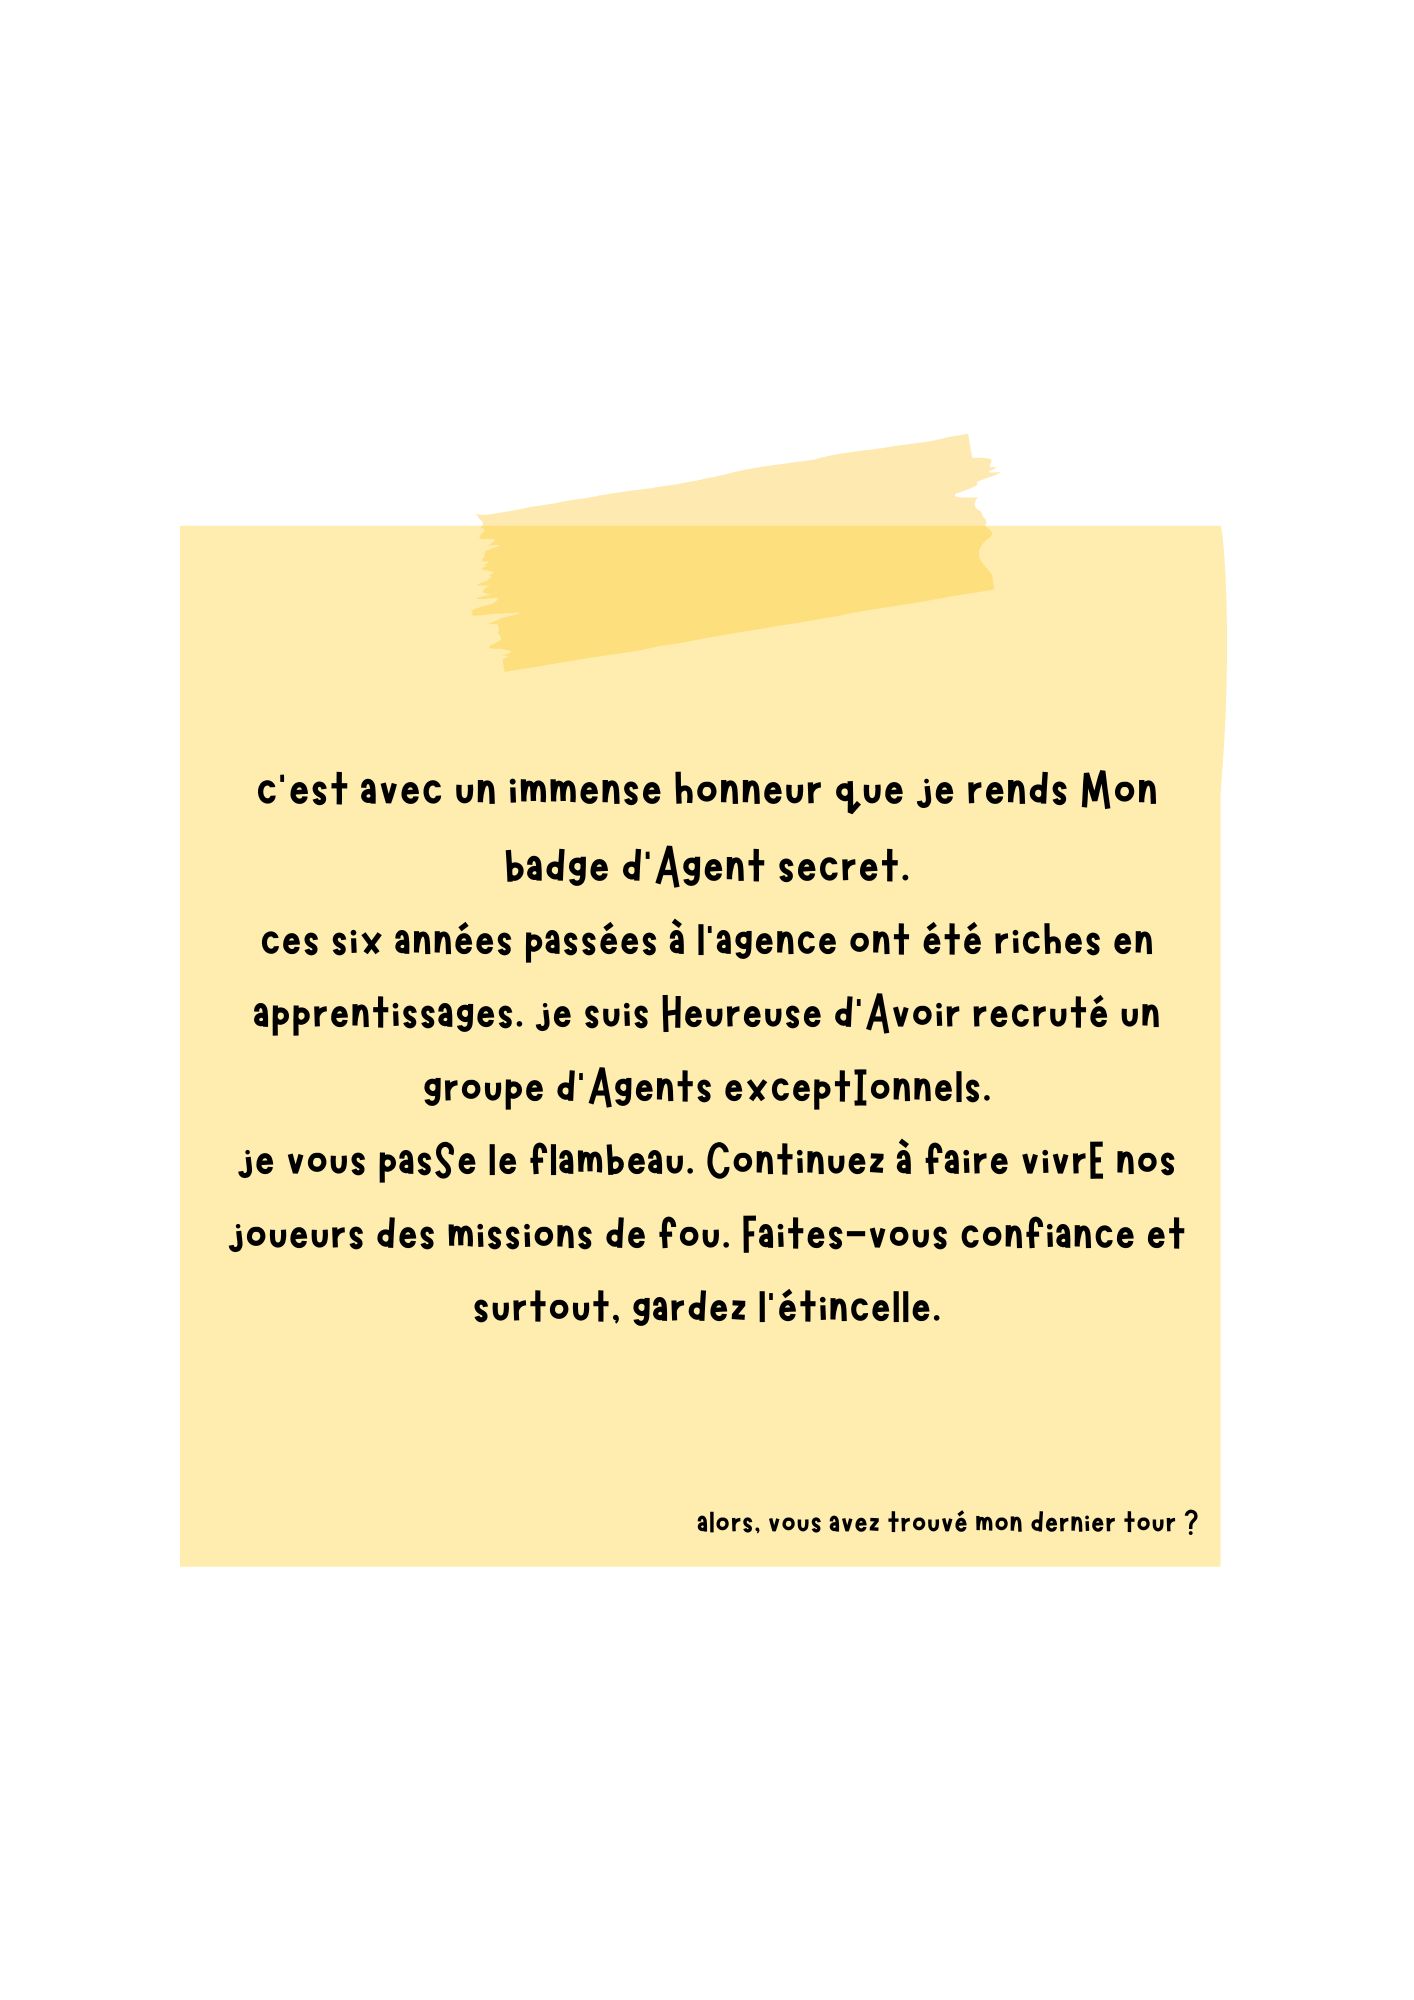 c'est avec un immense honneur que je rends Mon
badge d'Agent secret.
ces six années passées à l'agence ont été riches en
apprentissages. je suis Heureuse d'Avoir recruté un
groupe d'Agents exceptIonnels.
je vous pasSe le flambeau. Continuez à faire vivrE nos
joueurs des missions de fou. Faites-vous confiance et
surtout, gardez l'étincelle.
alors, vous avez trouvé mon dernier tour ?